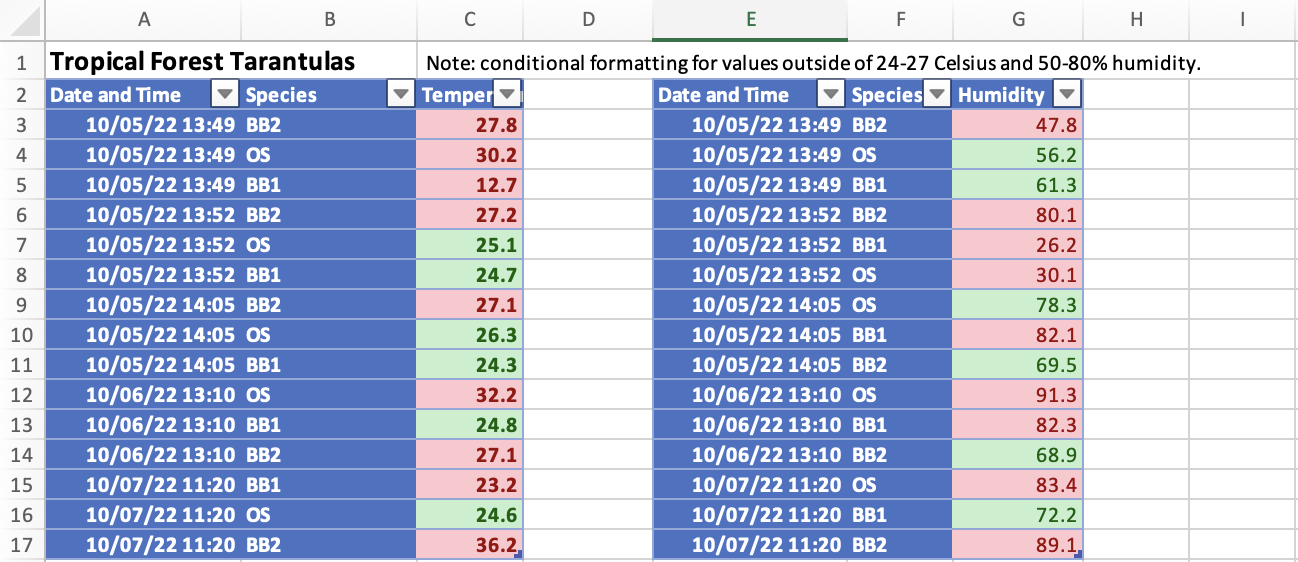 A B C D E F G H I
1 Tropical Forest Tarantulas Note: conditional formatting for values outside of 24-27 Celsius and 50-80% humidity.
2 Date and Time Species Temper Date and Time Species Humidity
3 10/05/22 13:49 BB2 27.8 10/05/22 13:49 BB2 47.8
4 10/05/22 13:49 OS 30.2 10/05/22 13:49 OS 56.2
5 10/05/22 13:49 BB1 12.7 10/05/22 13:49 BB1 61.3
6 10/05/22 13:52 BB2 27.2 10/05/22 13:52 BB2 80.1
7 10/05/22 13:52 OS 25.1 10/05/22 13:52 BB1 26.2
8 10/05/22 13:52 BB1 24.7 10/05/22 13:52 OS 30.1
9 10/05/22 14:05 BB2 27.1 10/05/22 14:05 OS 78.3
10 10/05/22 14:05 OS 26.3 10/05/22 14:05 BB1 82.1
11 10/05/22 14:05 BB1 24.3 10/05/22 14:05 BB2 69.5
12 10/06/22 13:10 OS 32.2 10/06/22 13:10 OS 91.3
13 10/06/22 13:10 BB1 24.8 10/06/22 13:10 BB1 82.3
14 10/06/22 13:10 BB2 27.1 10/06/22 13:10 BB2 68.9
15 10/07/22 11:20 BB1 23.2 10/07/22 11:20 OS 83.4
16 10/07/22 11:20 OS 24.6 10/07/22 11:20 BB1 72.2
17 10/07/22 11:20 BB2 36.2 10/07/22 11:20 BB2 89.1